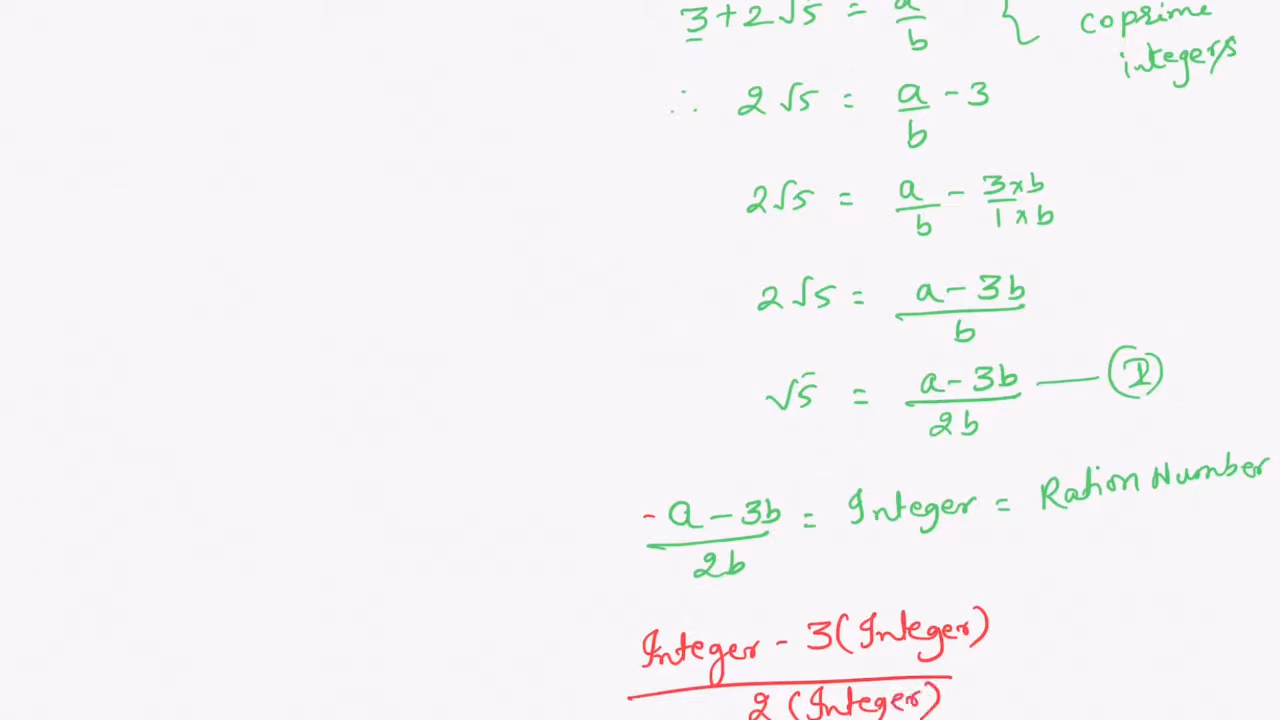 3 + 2√5 = a/b { coprime integers
∴ 2√5 = a/b - 3
2√5 = a/b - 3×b/1×b
2√5 = a-3b/b
√5 = a-3b/2b — I
- a-3b/2b = Integer = Ration Number
Integer - 3(Integer)
2 (Integer)